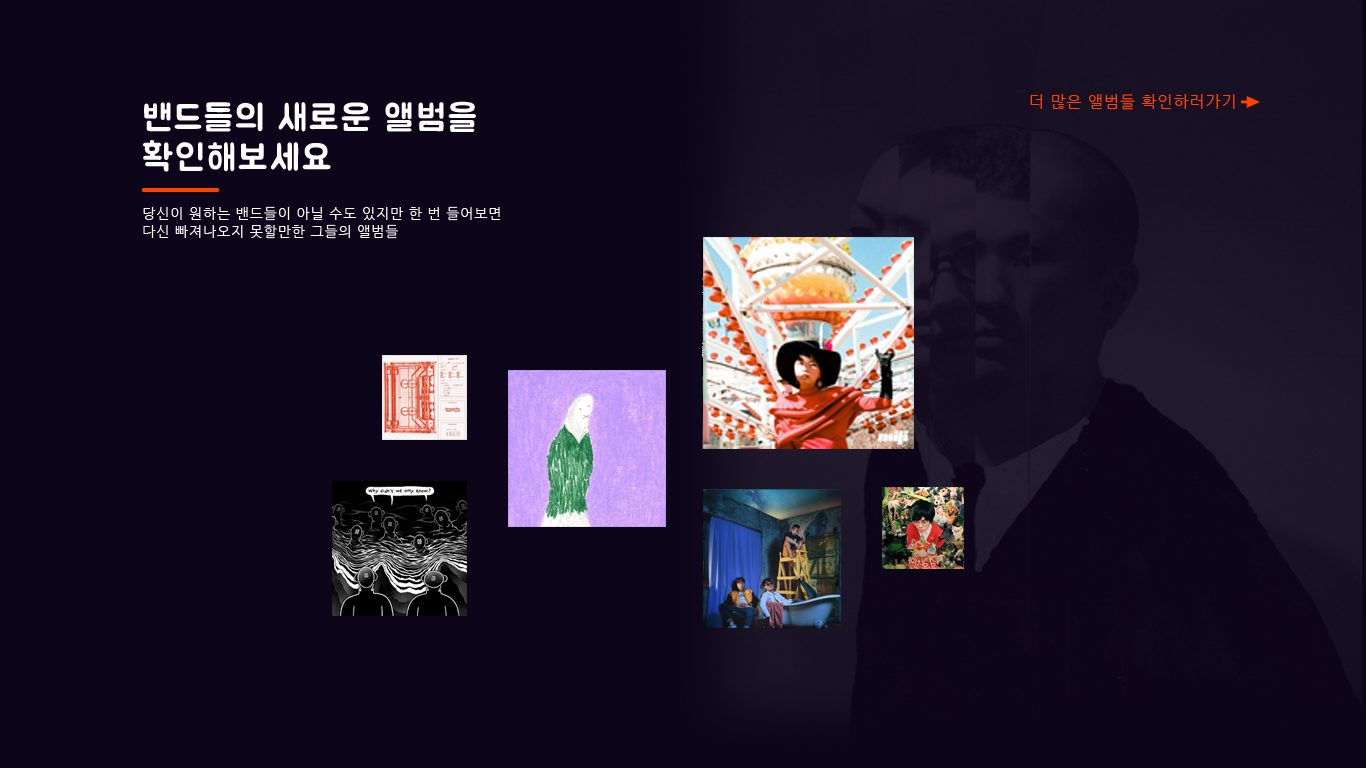 밴드들의 새로운 앨범을
확인해보세요
더 많은 앨범들 확인하러가기
당신이 원하는 밴드들이 아닐 수도 있지만 한 번 들어보면
다신 빠져나오지 못할만한 그들의 앨범들
Why didn't we only know?